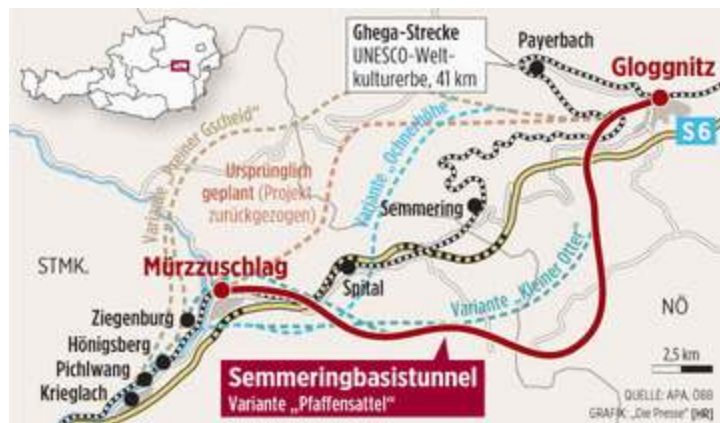 Ghega-Strecke
UNESCO-Welt-
kulturerbe, 41 km
Payerbach
Gloggnitz
S 6
Variante „Preiner Gscheid“
Ursprünglich
geplant (Projekt
zurückgezogen)
Variante „Ochnerhöhe“
Semmering
STMK.
Mürzzuschlag
Spital
Variante „Kleiner Otter“
NÖ
Ziegenburg
Hönigsberg
Pichlwang
Krieglach
Semmeringbasistunnel
Variante „Pfaffensattel“
2,5 km
QUELLE: APA, ÖBB
GRAFIK: „Die Presse“ [HR]